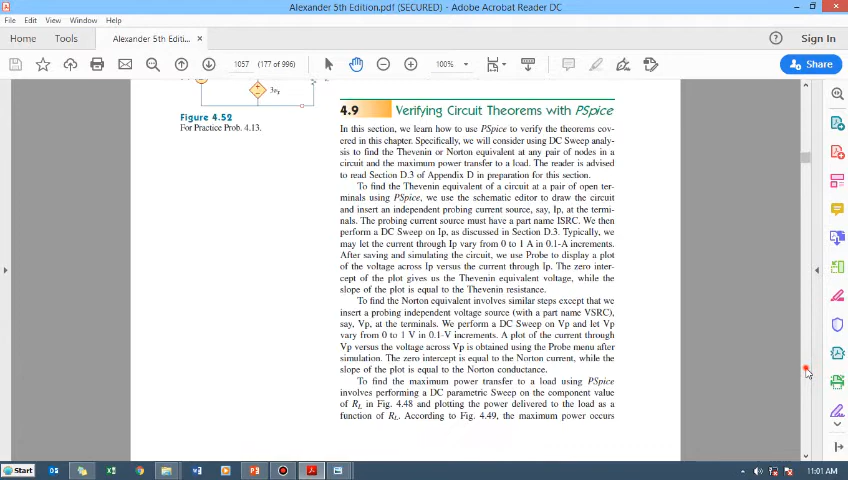 Alexander 5th Edition.pdf (SECURED) - Adobe Acrobat Reader DC
File Edit View Window Help
Home Tools Alexander 5th Editi... × Sign In
1057 (177 of 996) 100% Share
3v
Figure 4.52
For Practice Prob. 4.13.
4.9 Verifying Circuit Theorems with PSpice
In this section, we learn how to use PSpice to verify the theorems cov-
ered in this chapter. Specifically, we will consider using DC Sweep analy-
sis to find the Thevenin or Norton equivalent at any pair of nodes in a
circuit and the maximum power transfer to a load. The reader is advised
to read Section D.3 of Appendix D in preparation for this section.
To find the Thevenin equivalent of a circuit at a pair of open ter-
minals using PSpice, we use the schematic editor to draw the circuit
and insert an independent probing current source, say, Ip, at the termi-
nals. The probing current source must have a part name ISRC. We then
perform a DC Sweep on Ip, as discussed in Section D.3. Typically, we
may let the current through Ip vary from 0 to 1 A in 0.1-A increments.
After saving and simulating the circuit, we use Probe to display a plot
of the voltage across Ip versus the current through Ip. The zero inter-
cept of the plot gives us the Thevenin equivalent voltage, while the
slope of the plot is equal to the Thevenin resistance.
To find the Norton equivalent involves similar steps except that we
insert a probing independent voltage source (with a part name VSRC),
say, Vp, at the terminals. We perform a DC Sweep on Vp and let Vp
vary from 0 to 1 V in 0.1-V increments. A plot of the current through
Vp versus the voltage across Vp is obtained using the Probe menu after
simulation. The zero intercept is equal to the Norton current, while the
slope of the plot is equal to the Norton conductance.
To find the maximum power transfer to a load using PSpice
involves performing a DC parametric Sweep on the component value
of RL in Fig. 4.48 and plotting the power delivered to the load as a
function of RL. According to Fig. 4.49, the maximum power occurs
Start 11:01 AM